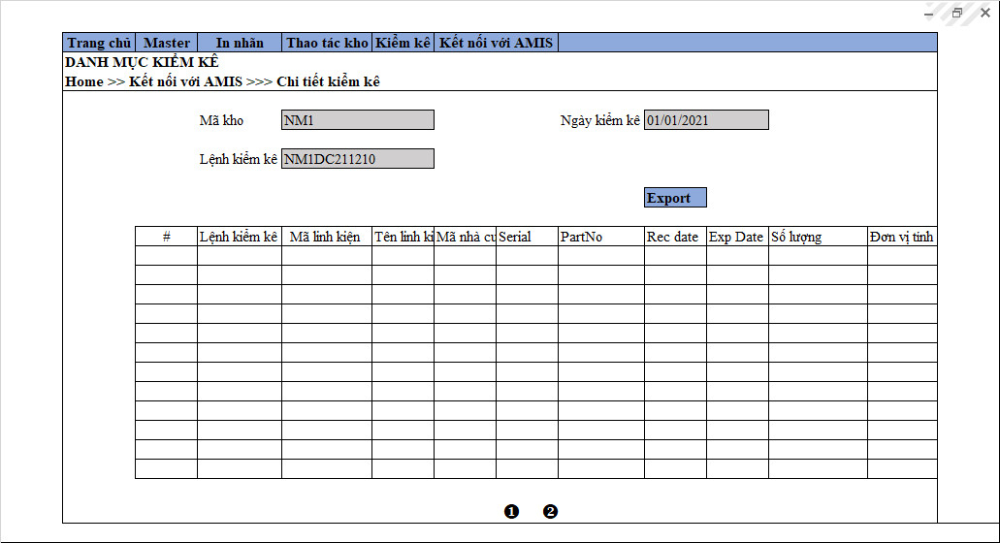 Trang chủ Master In nhãn Thao tác kho Kiểm kê Kết nối với AMIS
DANH MỤC KIỂM KÊ
Home >> Kết nối với AMIS >>> Chi tiết kiểm kê
Mã kho NM1 Ngày kiểm kê 01/01/2021
Lệnh kiểm kê NM1DC211210
Export
# Lệnh kiểm kê Mã linh kiện Tên linh ki Mã nhà cu Serial PartNo Rec date Exp Date Số lượng Đơn vị tính
❶ ❷